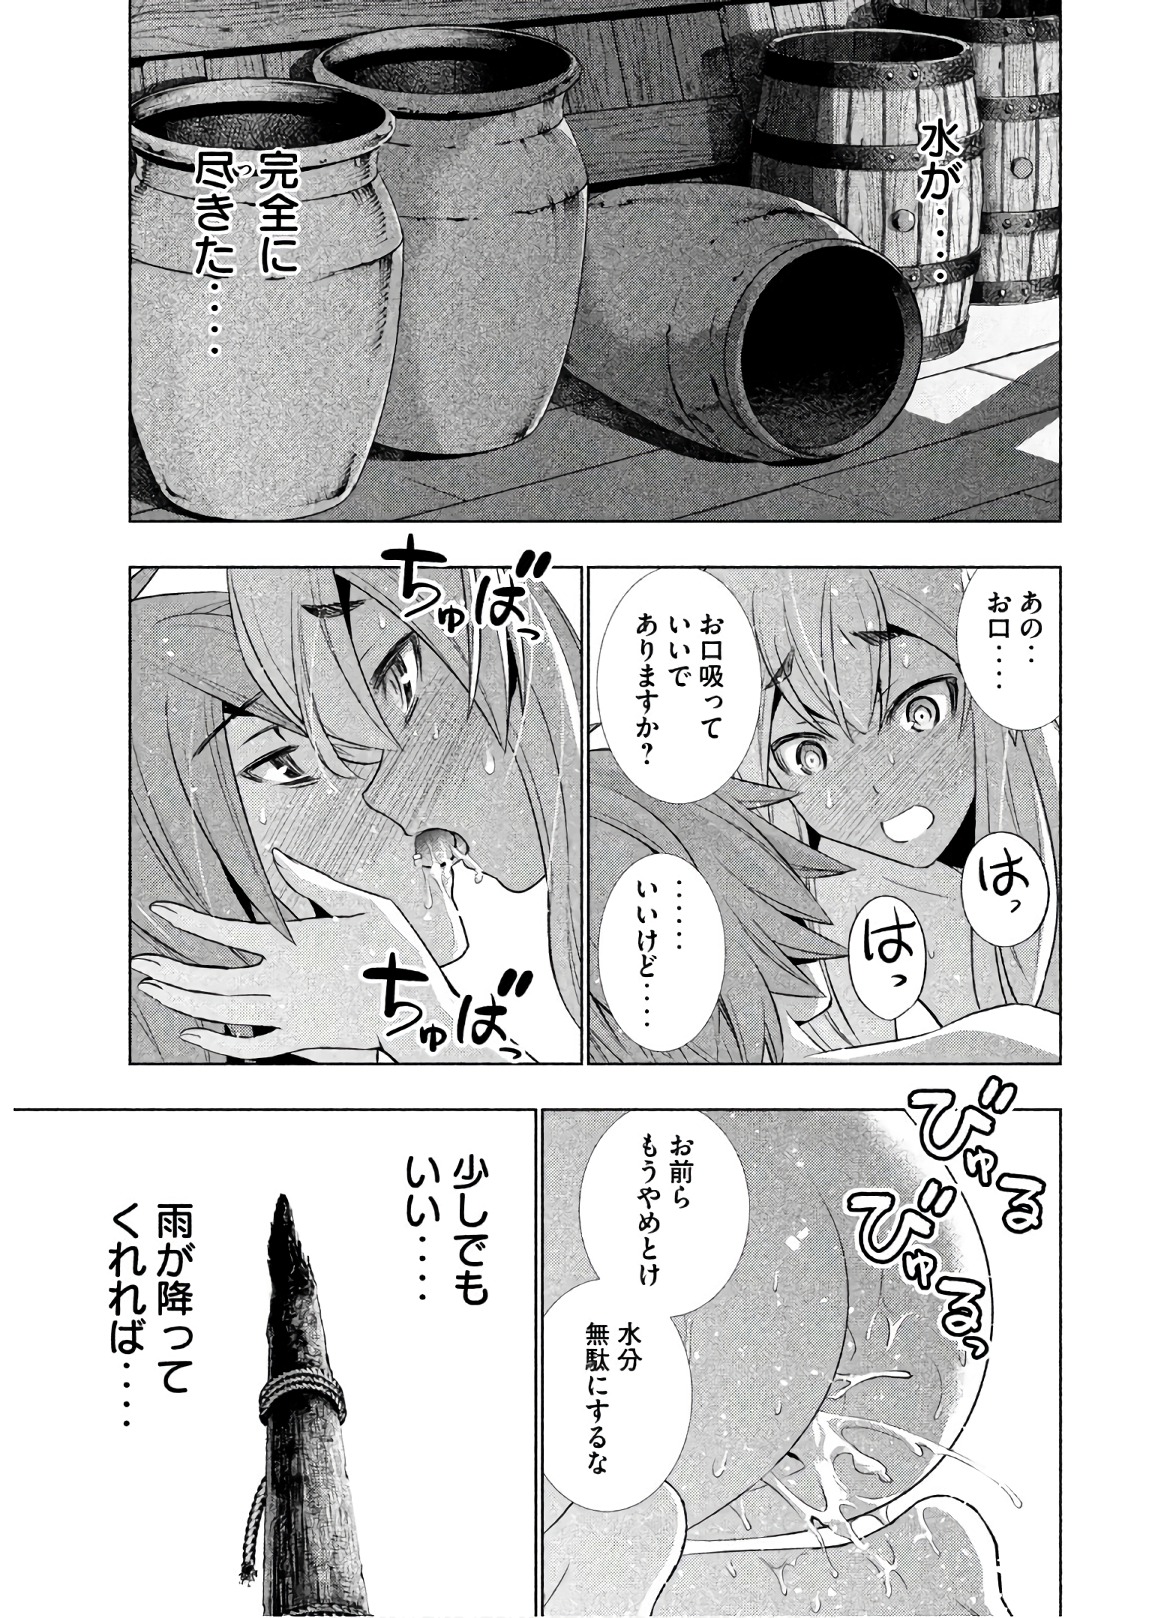 水が‥‥
完全に
尽きた‥‥
つ
あの‥
お口‥‥
お口吸って
いいで
ありますか？
はっ
はっ
‥‥‥
いいけど‥‥
ちゅばっ
ちゅばっ
びゅる
びゅるっ
お前ら
もうやめとけ
水分
無駄にするな
少しでも
いい‥‥
雨が降って
くれれば‥‥